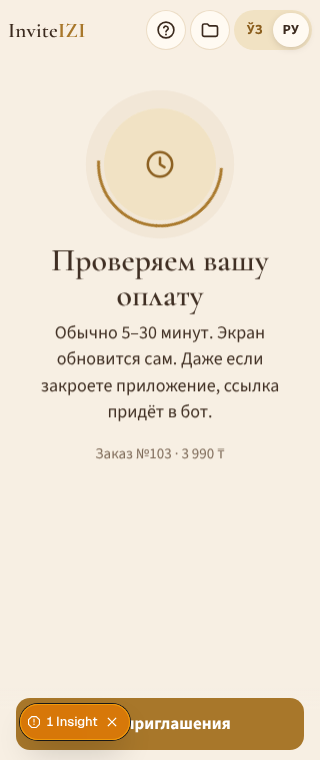 InviteIZI
ЎЗ
РУ
Проверяем вашу
оплату
Обычно 5–30 минут. Экран
обновится сам. Даже если
закроете приложение, ссылка
придёт в бот.
Заказ №103 · 3 990 ₸
1 Insight
приглашения